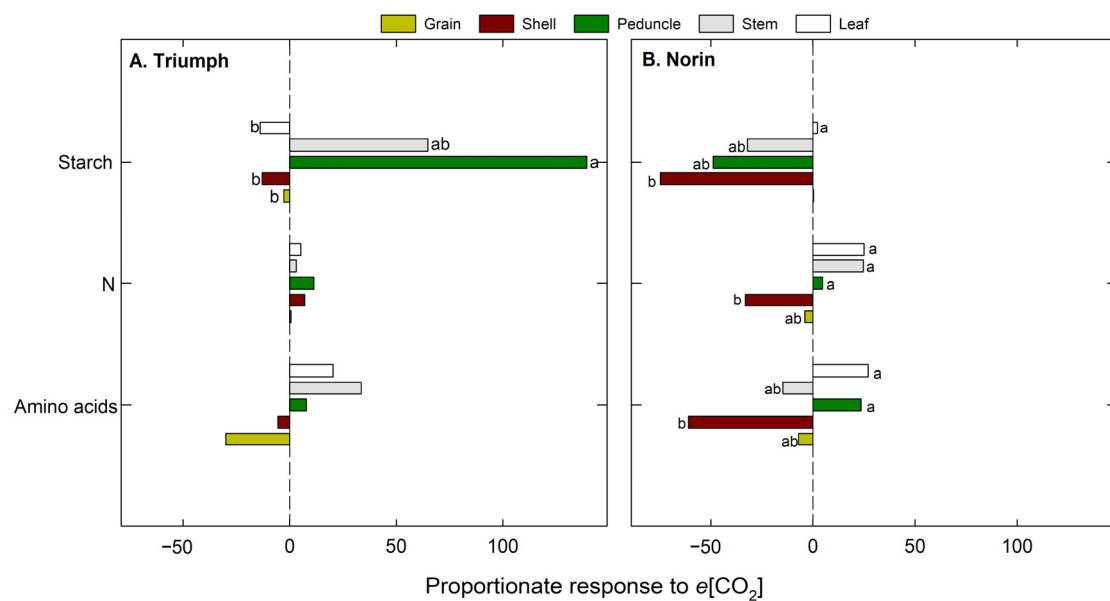 Grain Shell Peduncle Stem Leaf
A. Triumph
B. Norin
b
a
ab
ab
Starch
a
ab
b
b
b
a
a
N
a
b
ab
a
ab
Amino acids
a
b
ab
−50 0 50 100
−50 0 50 100
Proportionate response to e[CO₂]